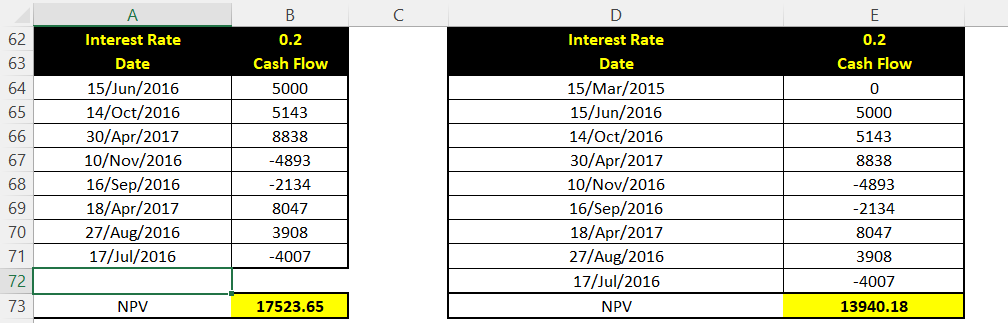 A B C D E
62 Interest Rate 0.2 Interest Rate 0.2
63 Date Cash Flow Date Cash Flow
64 15/Jun/2016 5000 15/Mar/2015 0
65 14/Oct/2016 5143 15/Jun/2016 5000
66 30/Apr/2017 8838 14/Oct/2016 5143
67 10/Nov/2016 -4893 30/Apr/2017 8838
68 16/Sep/2016 -2134 10/Nov/2016 -4893
69 18/Apr/2017 8047 16/Sep/2016 -2134
70 27/Aug/2016 3908 18/Apr/2017 8047
71 17/Jul/2016 -4007 27/Aug/2016 3908
72 17/Jul/2016 -4007
73 NPV 17523.65 NPV 13940.18